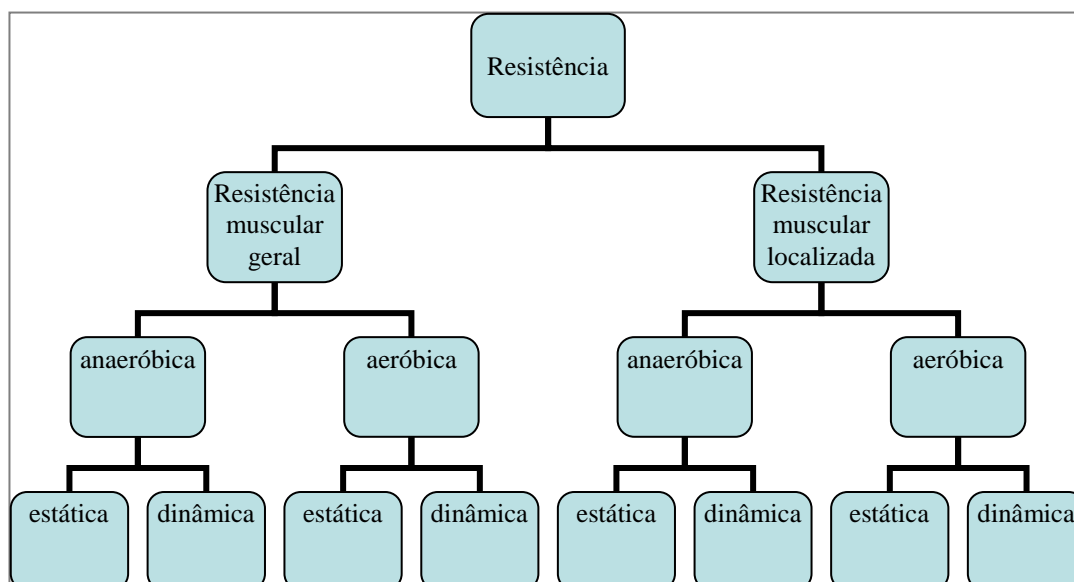 Resistência
Resistência
muscular
geral
Resistência
muscular
localizada
anaeróbica
aeróbica
anaeróbica
aeróbica
estática
dinâmica
estática
dinâmica
estática
dinâmica
estática
dinâmica